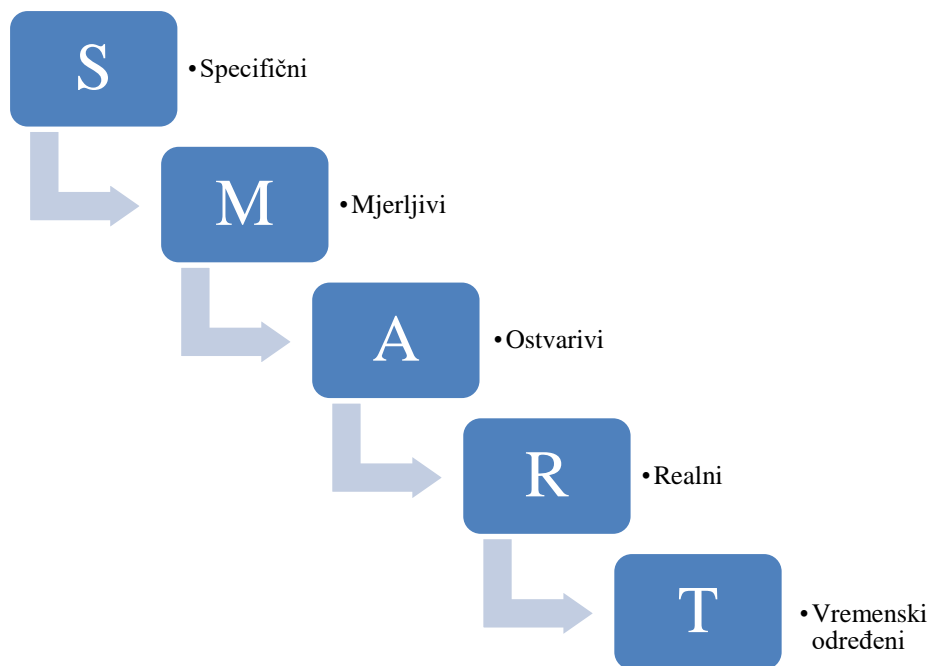 S
•Specifični
M
•Mjerljivi
A
•Ostvarivi
R
•Realni
T
•Vremenski
određeni